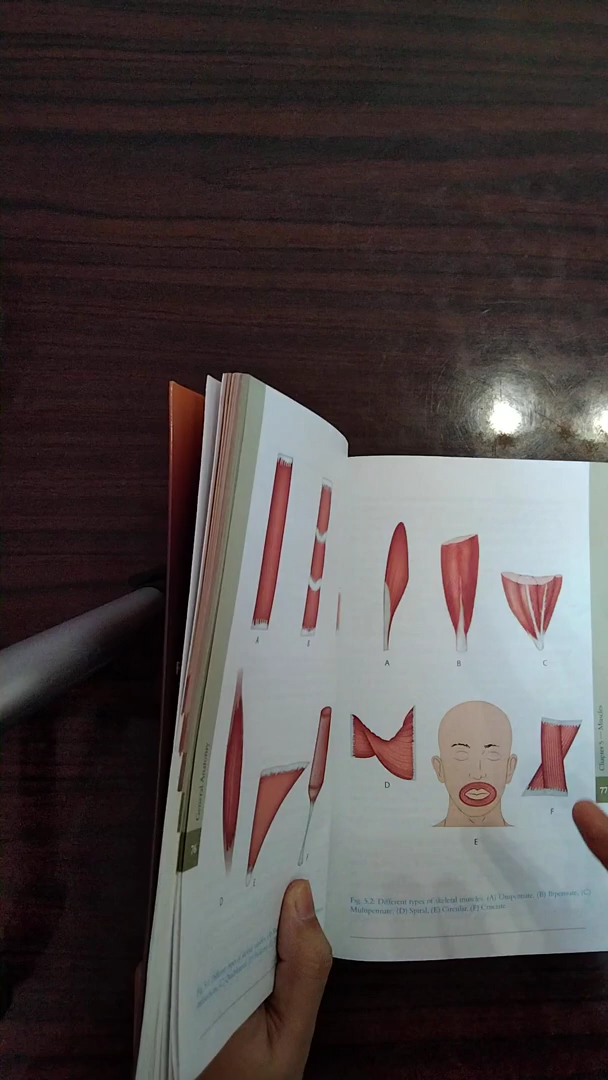 A
B
D
E
F
76
General Anatomy
A
B
C
D
E
F
Fig. 5.2: Different types of skeletal muscles. (A) Unipennate, (B) Bipennate, (C)
Multipennate, (D) Spiral, (E) Circular, (F) Cruciate
Chapter 5 — Muscles
77